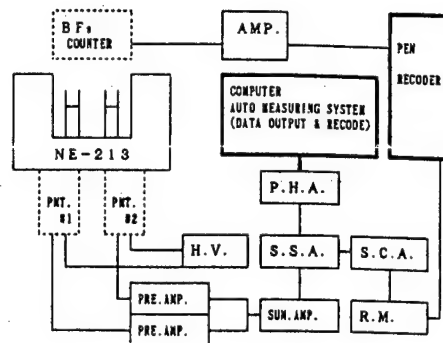 BF₃
COUNTER
AMP.
PEN
RECODER
COMPUTER
AUTO MEASURING SYSTEM
(DATA OUTPUT & RECODE)
NE-213
P.H.A.
PMT.
#1
PMT.
#2
H.V.
S.S.A.
S.C.A.
PRE.AMP.
PRE.AMP.
SUM.AMP.
R.M.